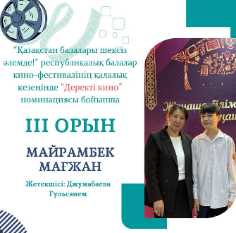 "Қазақстан балалары шексіз
әлемде!" республикалық балалар
кино-фестивалінің қалалық
кезеңінде "Деректі кино"
номинациясы бойынша
ІІІ ОРЫН
МАЙРАМБЕК
МАҒЖАН
Жетекшісі: Джумабаева
Гульсанем